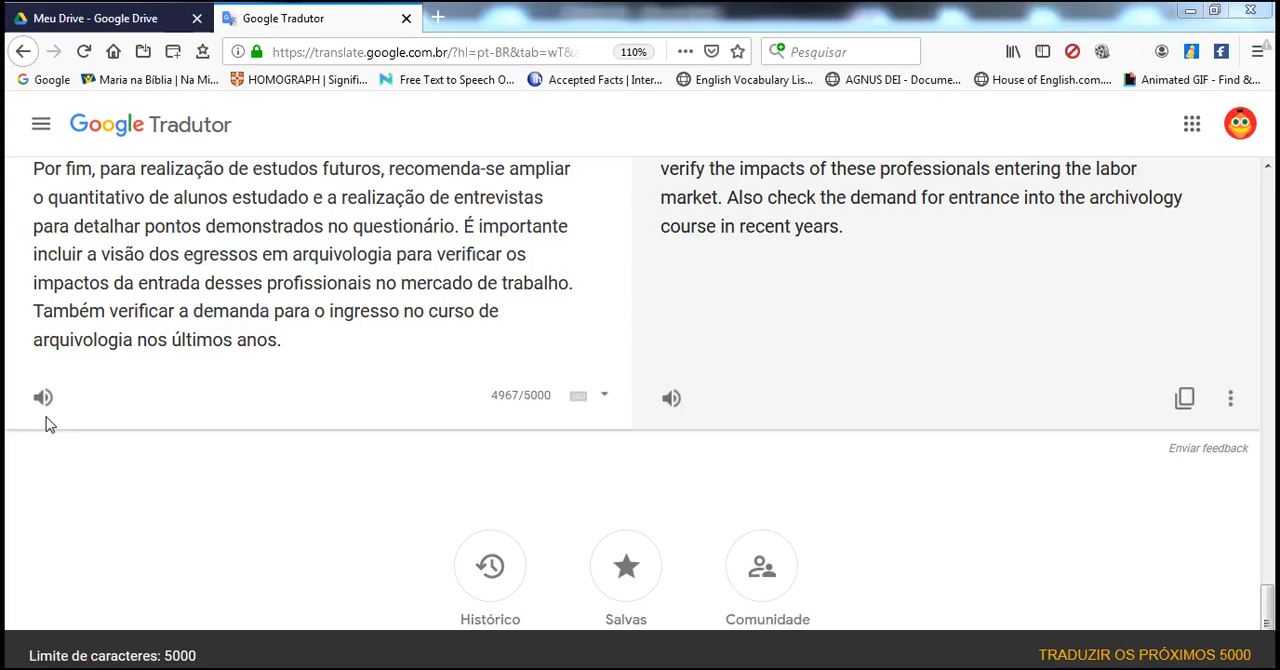 Meu Drive - Google Drive
Google Tradutor
https://translate.google.com.br/?hl=pt-BR&tab=wT&
110%
Pesquisar
Google
Maria na Bíblia | Na Mi...
HOMOGRAPH | Signifi...
Free Text to Speech O...
Accepted Facts | Inter...
English Vocabulary Lis...
AGNUS DEI - Docume...
House of English.com....
Animated GIF - Find &...
Google Tradutor
Por fim, para realização de estudos futuros, recomenda-se ampliar
o quantitativo de alunos estudado e a realização de entrevistas
para detalhar pontos demonstrados no questionário. É importante
incluir a visão dos egressos em arquivologia para verificar os
impactos da entrada desses profissionais no mercado de trabalho.
Também verificar a demanda para o ingresso no curso de
arquivologia nos últimos anos.
4967/5000
verify the impacts of these professionals entering the labor
market. Also check the demand for entrance into the archivology
course in recent years.
Enviar feedback
Histórico
Salvas
Comunidade
Limite de caracteres: 5000
TRADUZIR OS PRÓXIMOS 5000